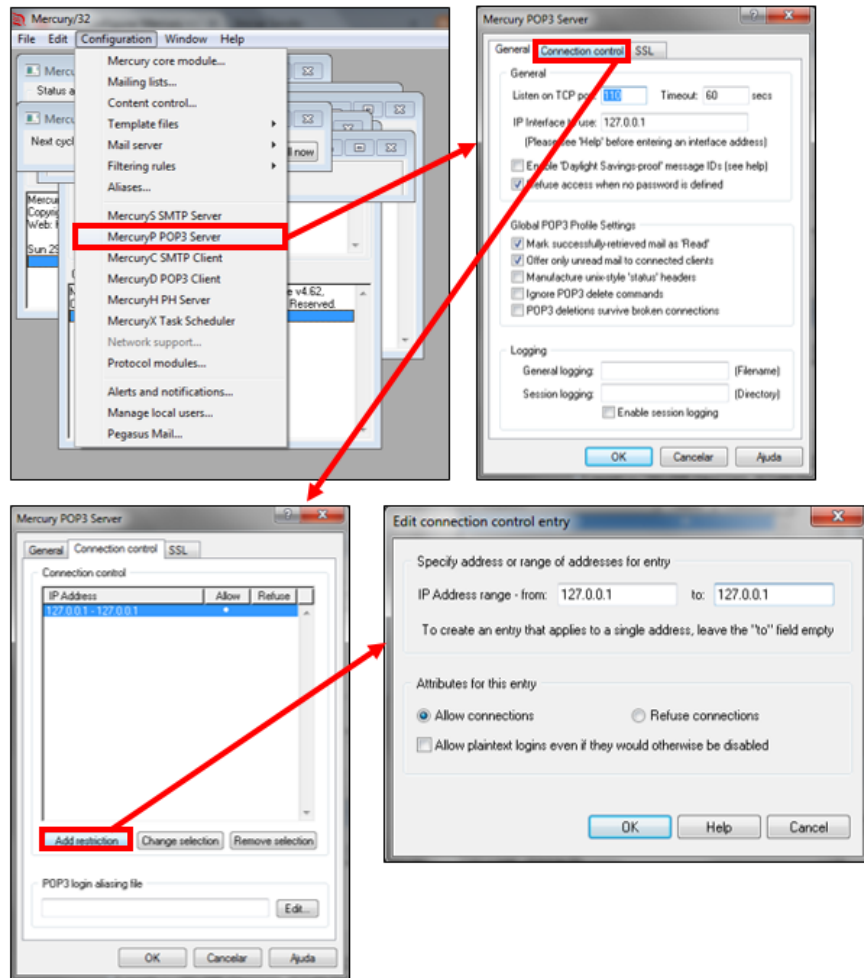 Mercury/32
File Edit Configuration Window Help
Mercury core module...
Mailing lists...
Content control...
Template files
Mail server
Filtering rules
Aliases...
MercuryS SMTP Server
MercuryP POP3 Server
MercuryC SMTP Client
MercuryD POP3 Client
MercuryH PH Server
MercuryX Task Scheduler
Network support...
Protocol modules...
Alerts and notifications...
Manage local users...
Pegasus Mail...
Mercu
Status a
Mercu
Next cycl
ll now
Mercu
Copyrig
Web: h
Sun 29
e v4.62,
Reserved.
Mercury POP3 Server
General Connection control SSL
General
Listen on TCP port: 110 Timeout: 60 secs
IP Interface to use: 127.0.0.1
(Please see 'Help' before entering an interface address)
Enable 'Daylight Savings-proof' message IDs (see help)
Refuse access when no password is defined
Global POP3 Profile Settings
Mark successfully-retrieved mail as 'Read'
Offer only unread mail to connected clients
Manufacture unix-style 'status' headers
Ignore POP3 delete commands
POP3 deletions survive broken connections
Logging
General logging: (Filename)
Session logging: (Directory)
Enable session logging
OK Cancelar Ajuda
Mercury POP3 Server
General Connection control SSL
Connection control
IP Address Allow Refuse
127.0.0.1 - 127.0.0.1
Add restriction Change selection Remove selection
POP3 login aliasing file
Edit...
OK Cancelar Ajuda
Edit connection control entry
Specify address or range of addresses for entry
IP Address range - from: 127.0.0.1 to: 127.0.0.1
To create an entry that applies to a single address, leave the "to" field empty
Attributes for this entry
Allow connections Refuse connections
Allow plaintext logins even if they would otherwise be disabled
OK Help Cancel